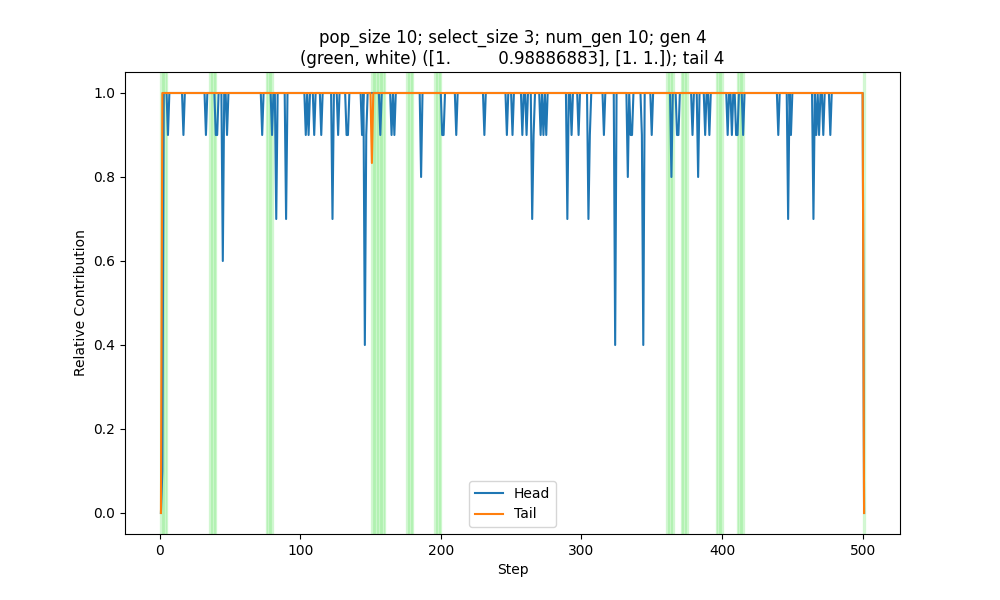 pop_size 10; select_size 3; num_gen 10; gen 4
(green, white) ([1.         0.98886883], [1. 1.]); tail 4
Relative Contribution
1.0
0.8
0.6
0.4
0.2
0.0
Head
Tail
0
100
200
300
400
500
Step